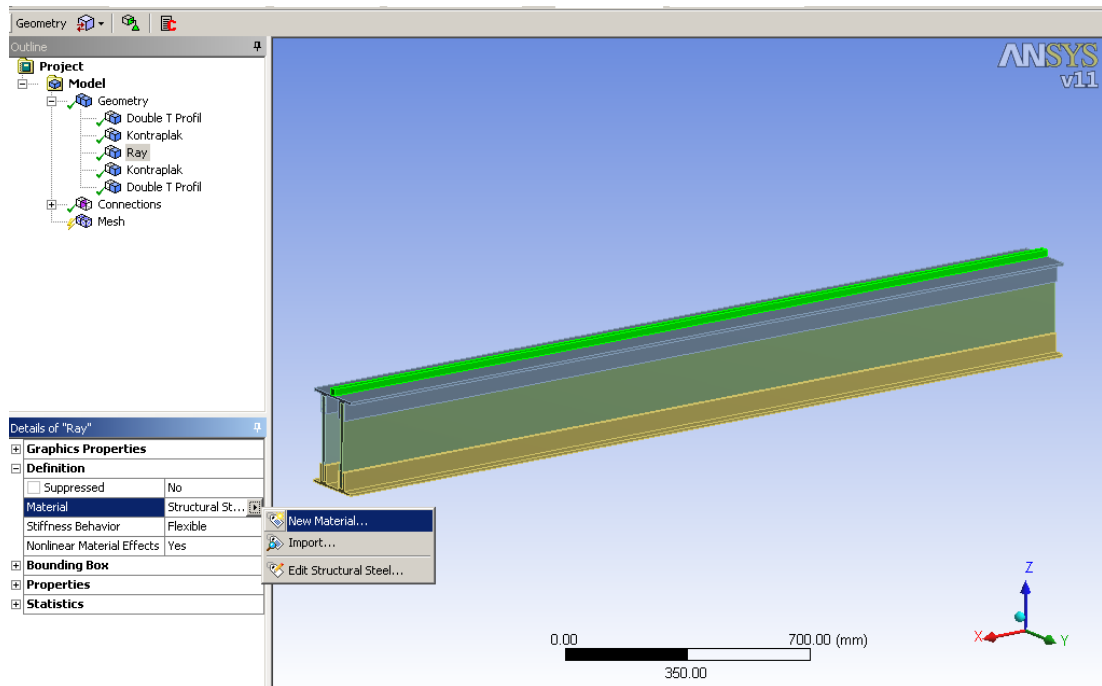 Geometry
Outline
Project
Model
Geometry
Double T Profil
Kontraplak
Ray
Kontraplak
Double T Profil
Connections
Mesh
ANSYS
v11
Details of "Ray"
Graphics Properties
Definition
Suppressed No
Material Structural St...
Stiffness Behavior Flexible
Nonlinear Material Effects Yes
Bounding Box
Properties
Statistics
New Material...
Import...
Edit Structural Steel...
0.00 700.00 (mm)
350.00
Z
X Y